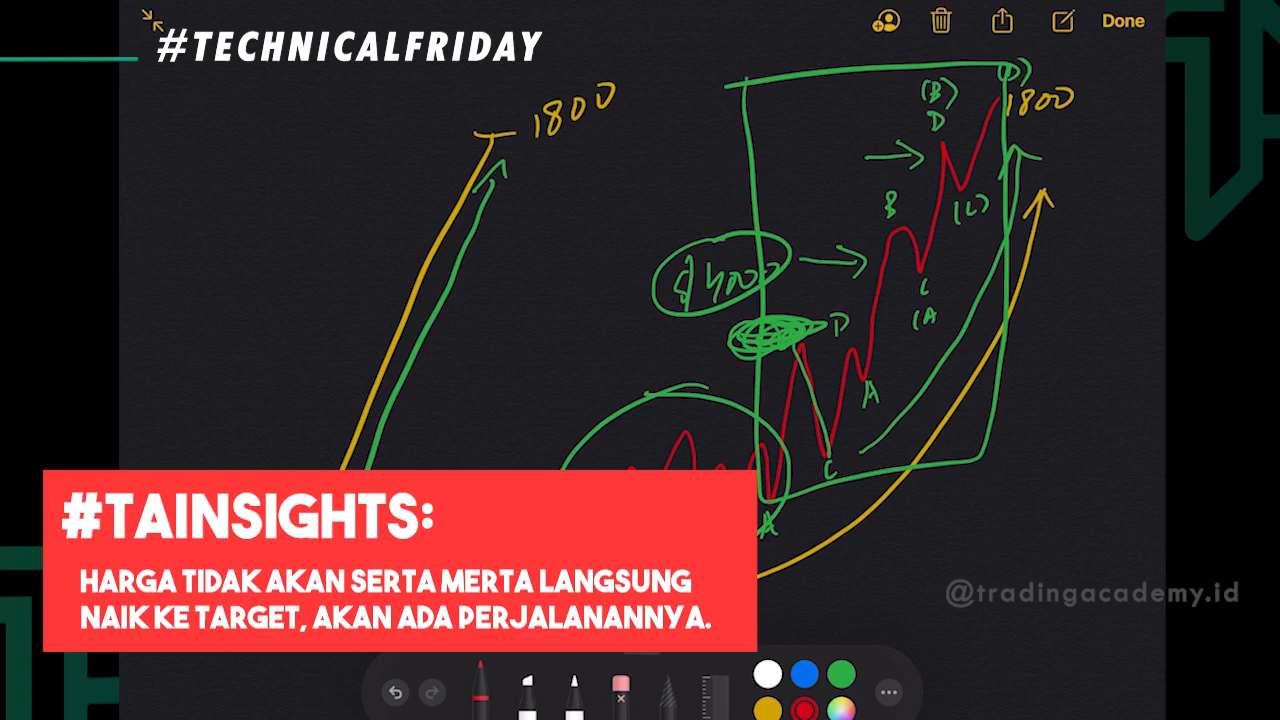 #TECHNICALFRIDAY
Done
1800
1800
(B)
D
B
(C)
C
(A
$4000
D
A
C
A
#TAINSIGHTS:
HARGA TIDAK AKAN SERTA MERTA LANGSUNG
NAIK KE TARGET, AKAN ADA PERJALANANNYA.
@tradingacademy.id